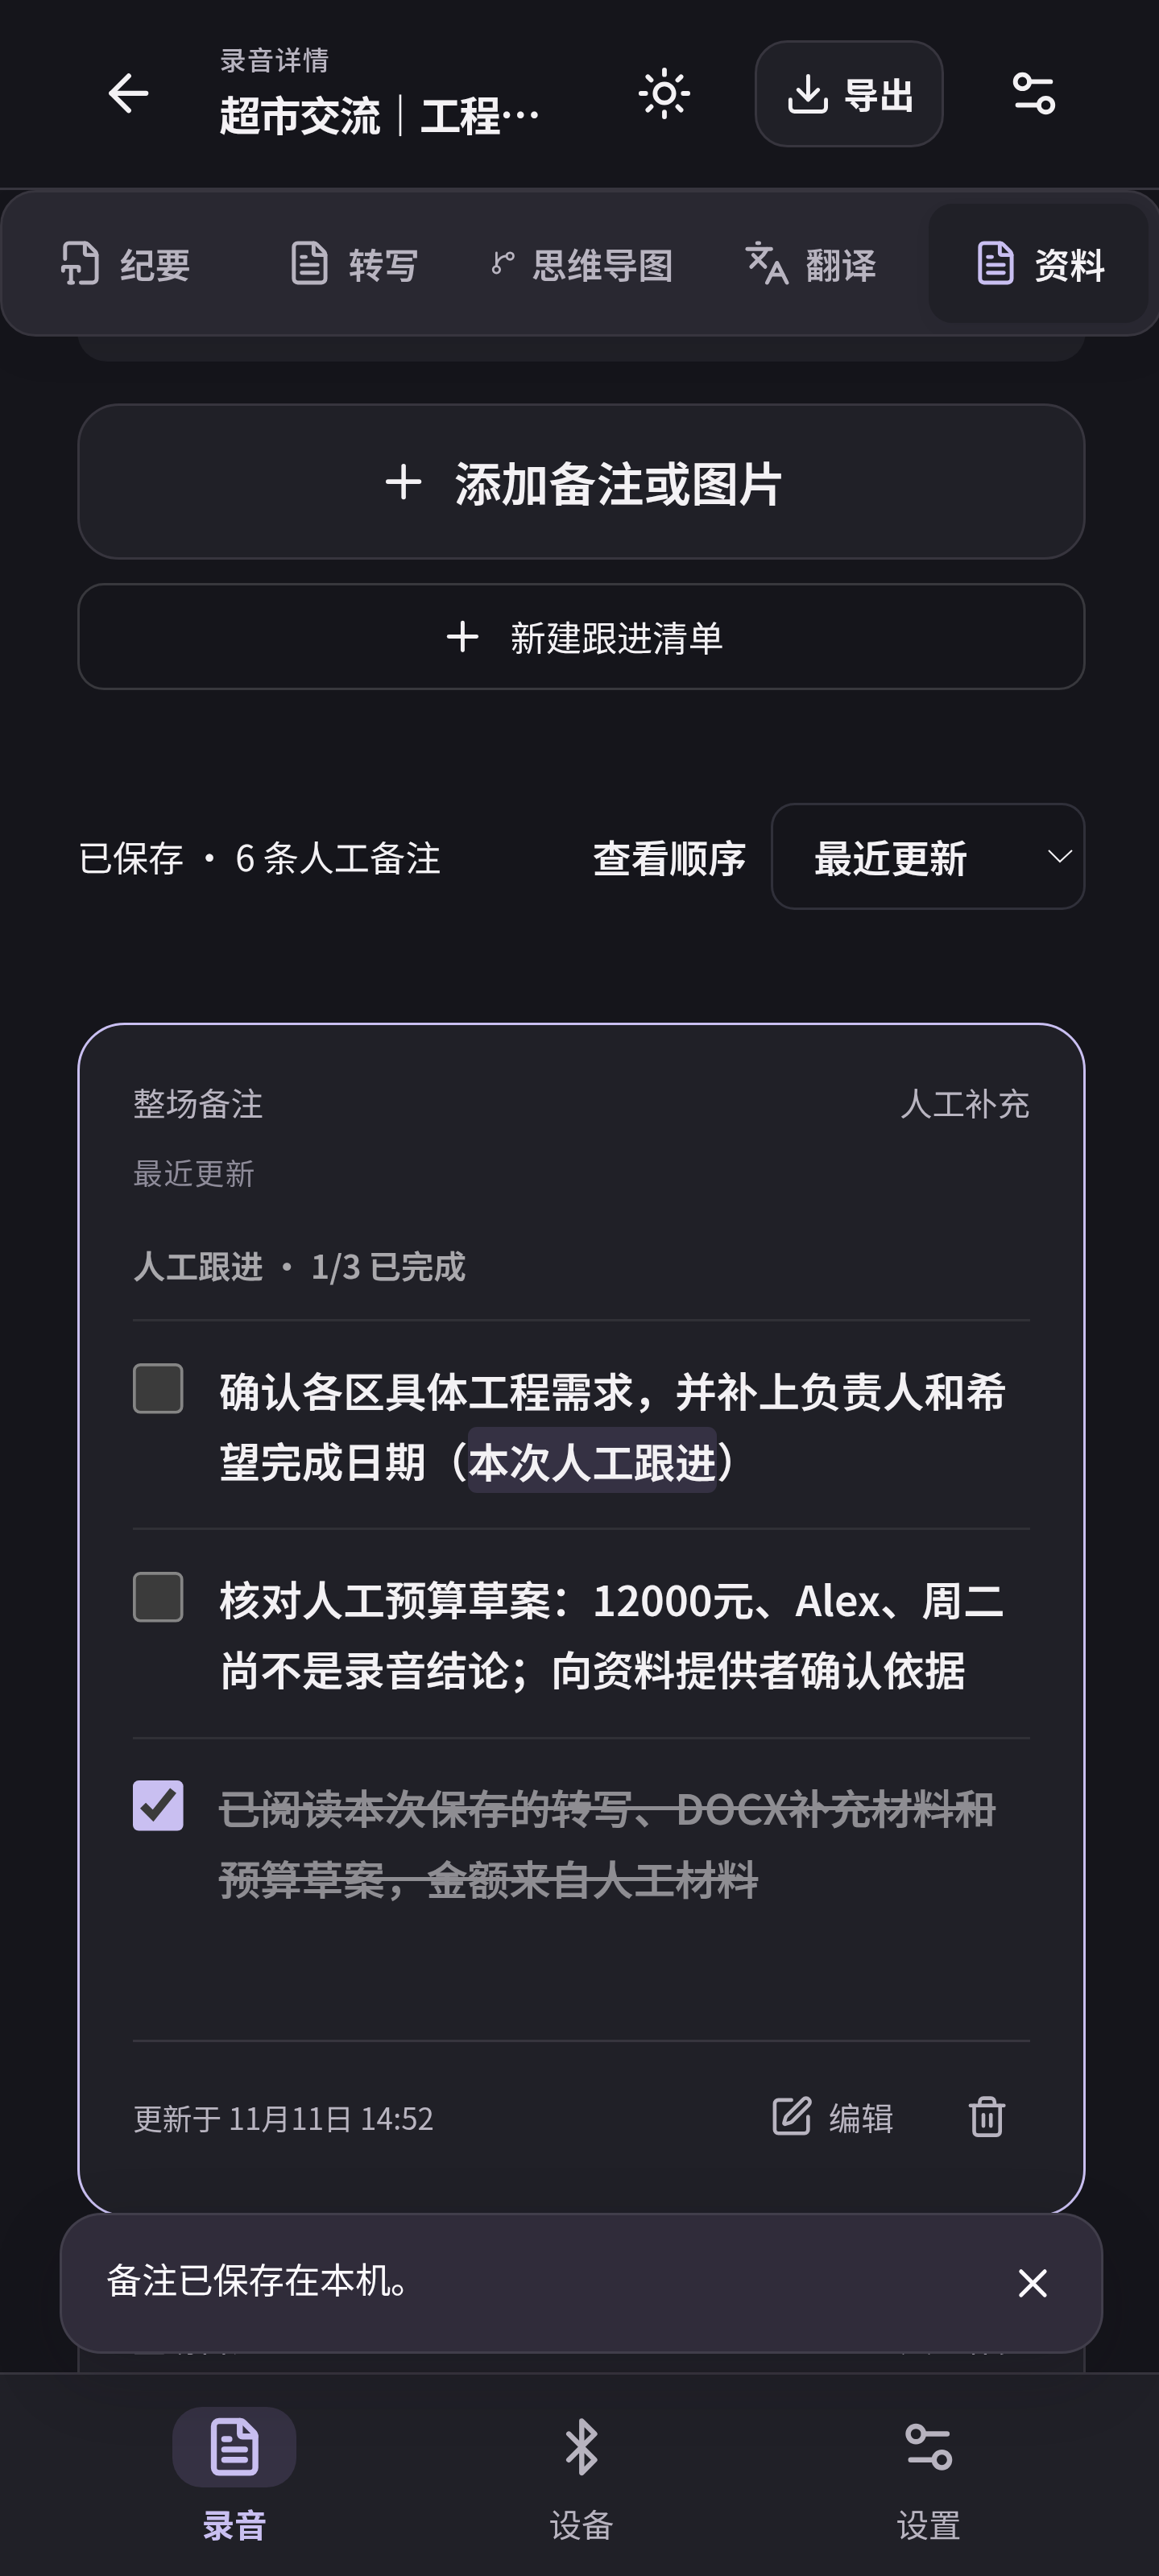 录音详情
超市交流｜工程…
导出
纪要
转写
思维导图
翻译
资料
添加备注或图片
新建跟进清单
已保存 · 6 条人工备注
查看顺序
最近更新
整场备注
人工补充
最近更新
人工跟进 · 1/3 已完成
确认各区具体工程需求，并补上负责人和希
望完成日期（本次人工跟进）
核对人工预算草案：12000元、Alex、周二
尚不是录音结论；向资料提供者确认依据
已阅读本次保存的转写、DOCX补充材料和
预算草案，金额来自人工材料
更新于 11月11日 14:52
编辑
备注已保存在本机。
录音
设备
设置